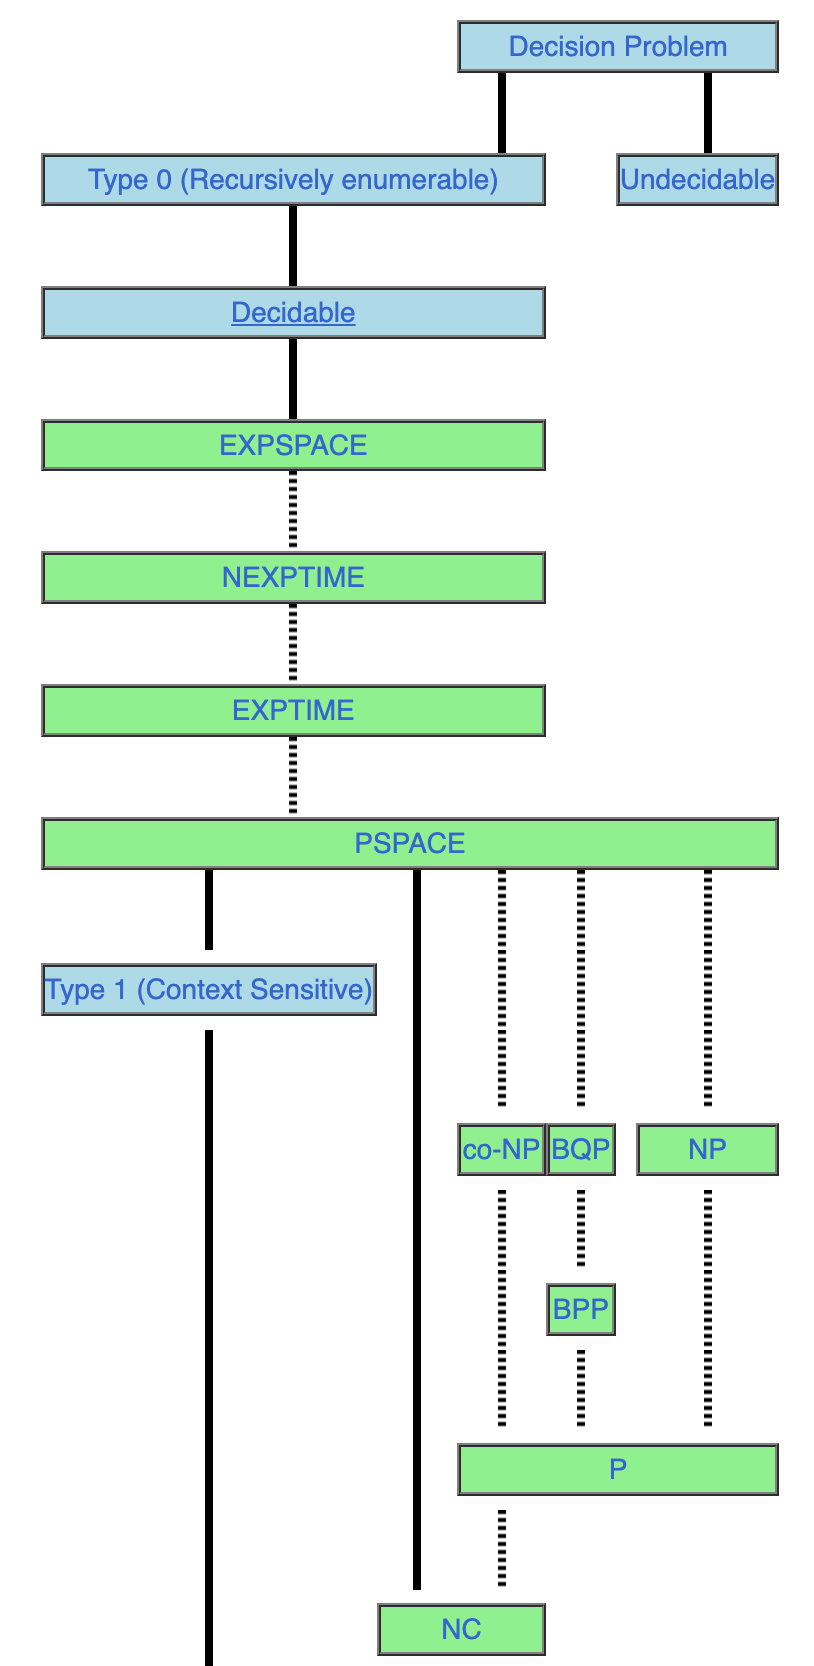 Decision Problem
Type 0 (Recursively enumerable)
Undecidable
Decidable
EXPSPACE
NEXPTIME
EXPTIME
PSPACE
Type 1 (Context Sensitive)
co-NP
BQP
NP
BPP
P
NC